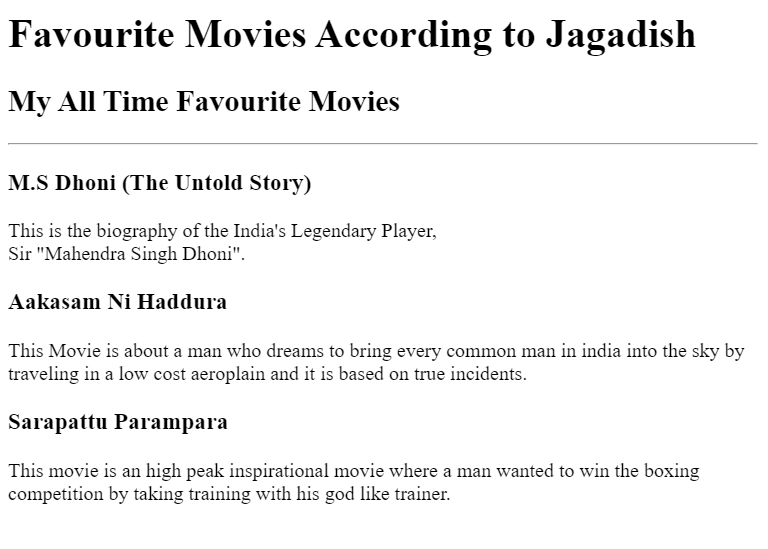 Favourite Movies According to Jagadish
My All Time Favourite Movies
M.S Dhoni (The Untold Story)
This is the biography of the India's Legendary Player,
Sir "Mahendra Singh Dhoni".
Aakasam Ni Haddura
This Movie is about a man who dreams to bring every common man in india into the sky by
traveling in a low cost aeroplain and it is based on true incidents.
Sarapattu Parampara
This movie is an high peak inspirational movie where a man wanted to win the boxing
competition by taking training with his god like trainer.